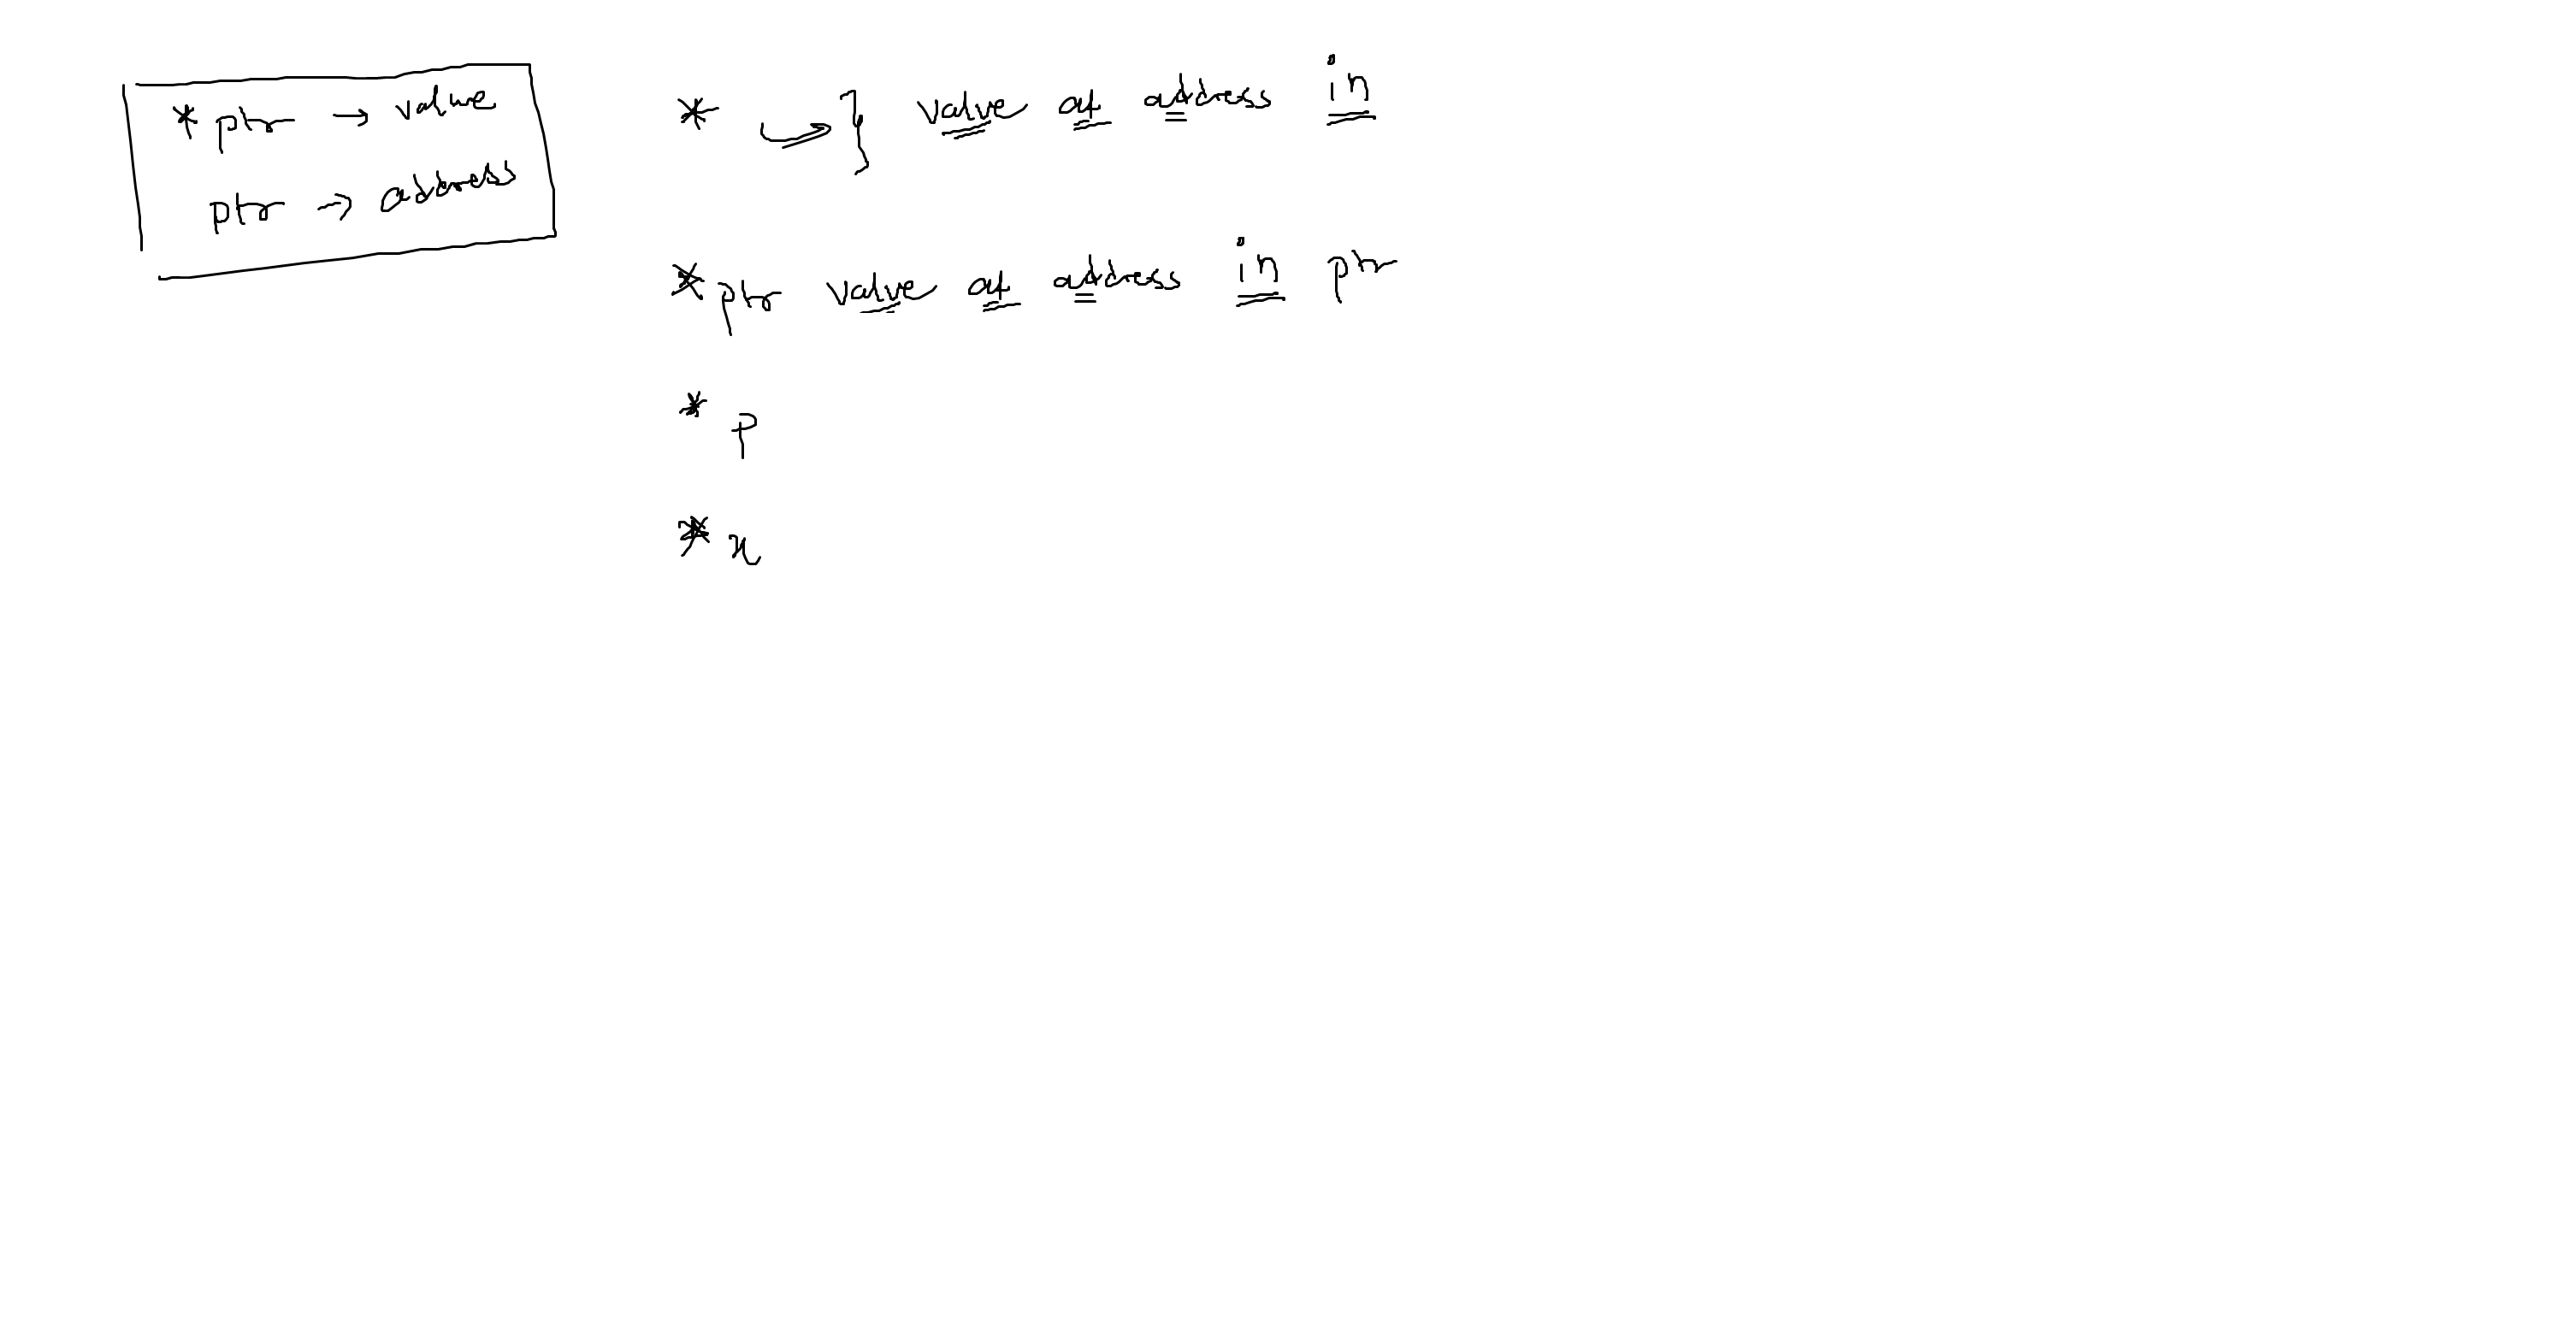 * ptr → value
ptr → address
* } value at address in
*ptr value at address in ptr
* p
* x